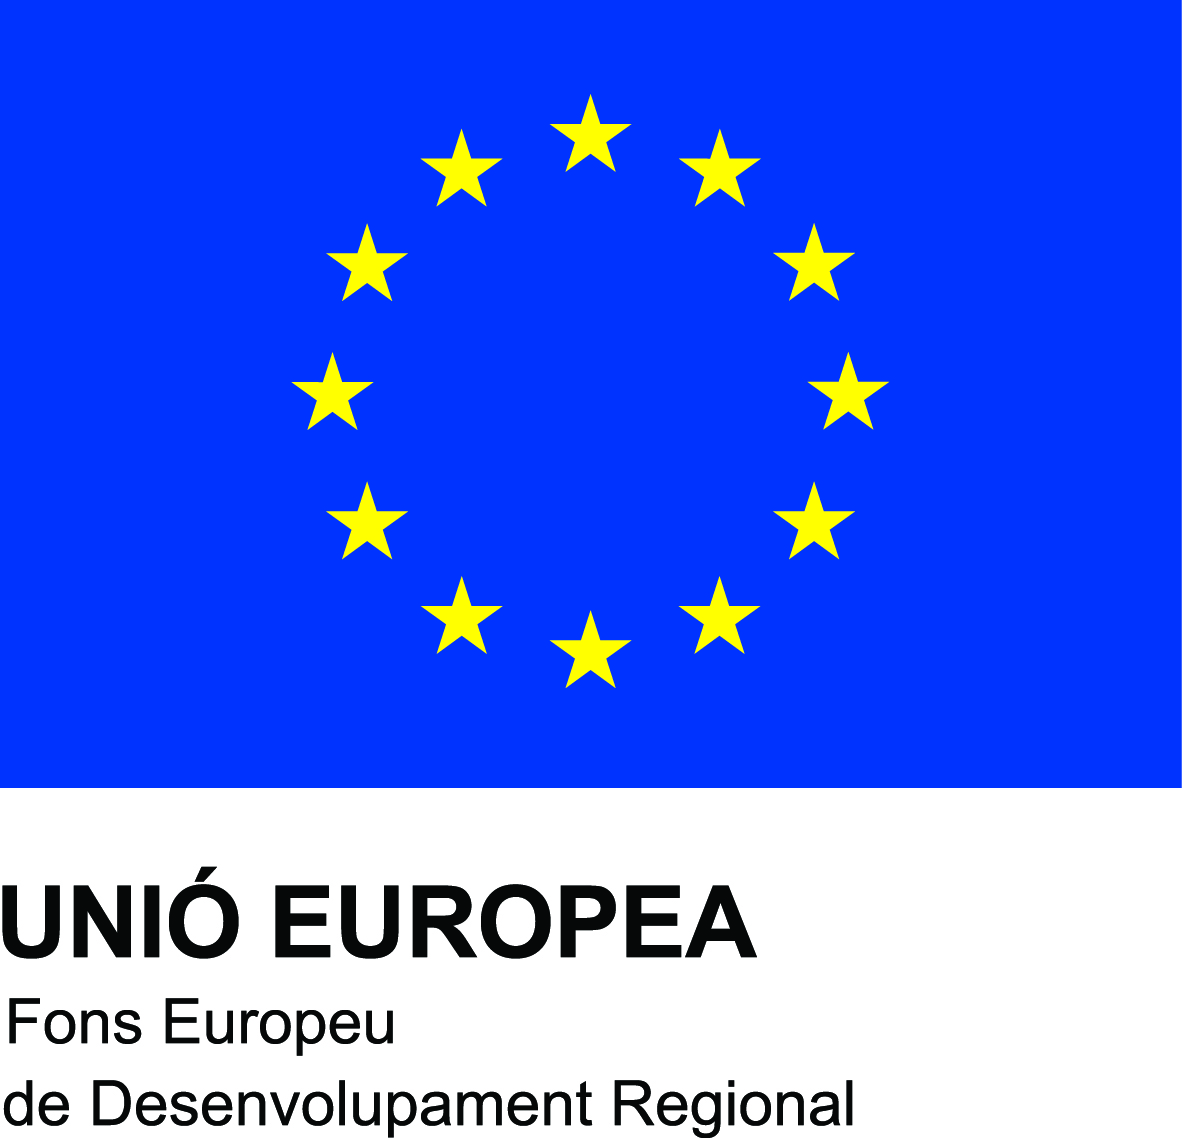 UNIÓ EUROPEA
Fons Europeu
de Desenvolupament Regional